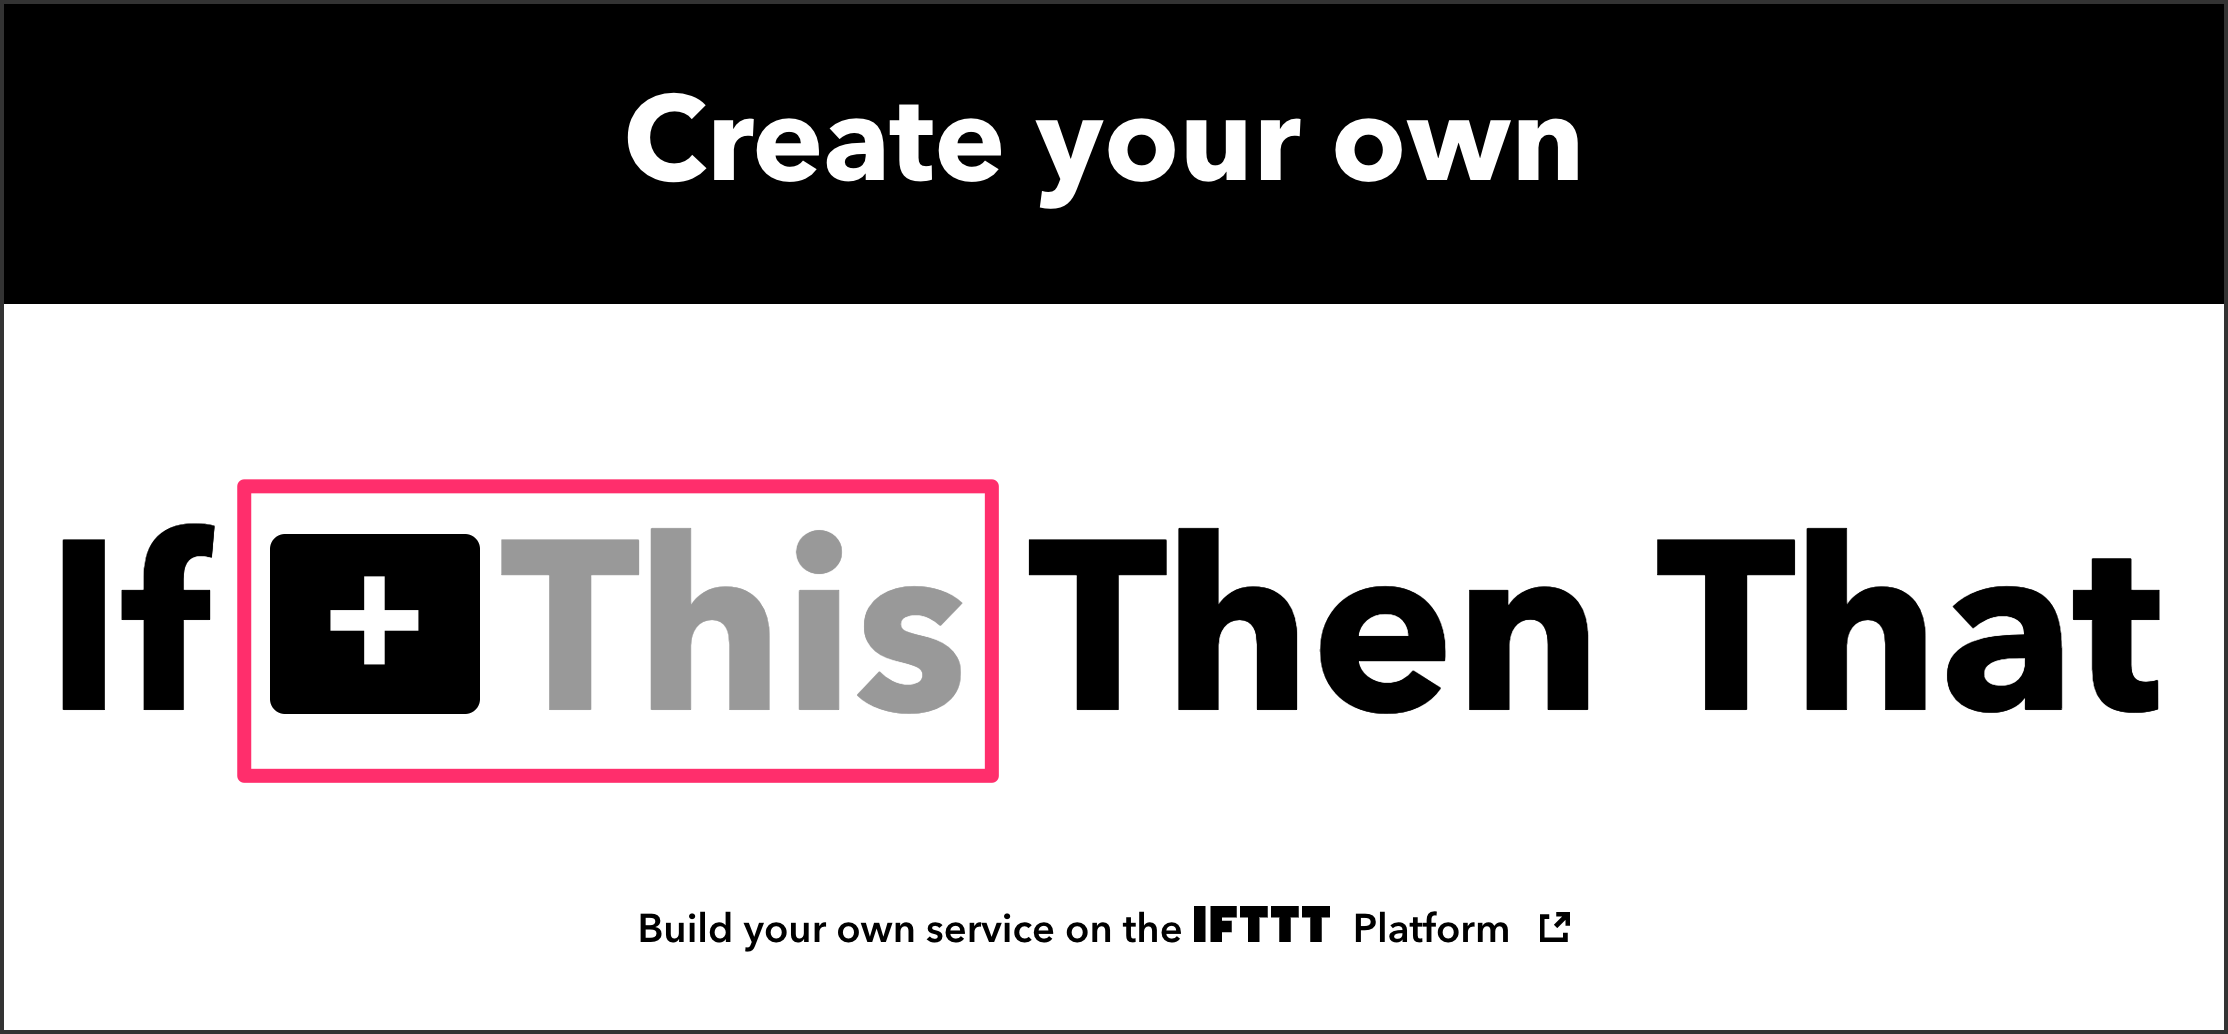 Create your own
If + This Then That
Build your own service on the IFTTT Platform